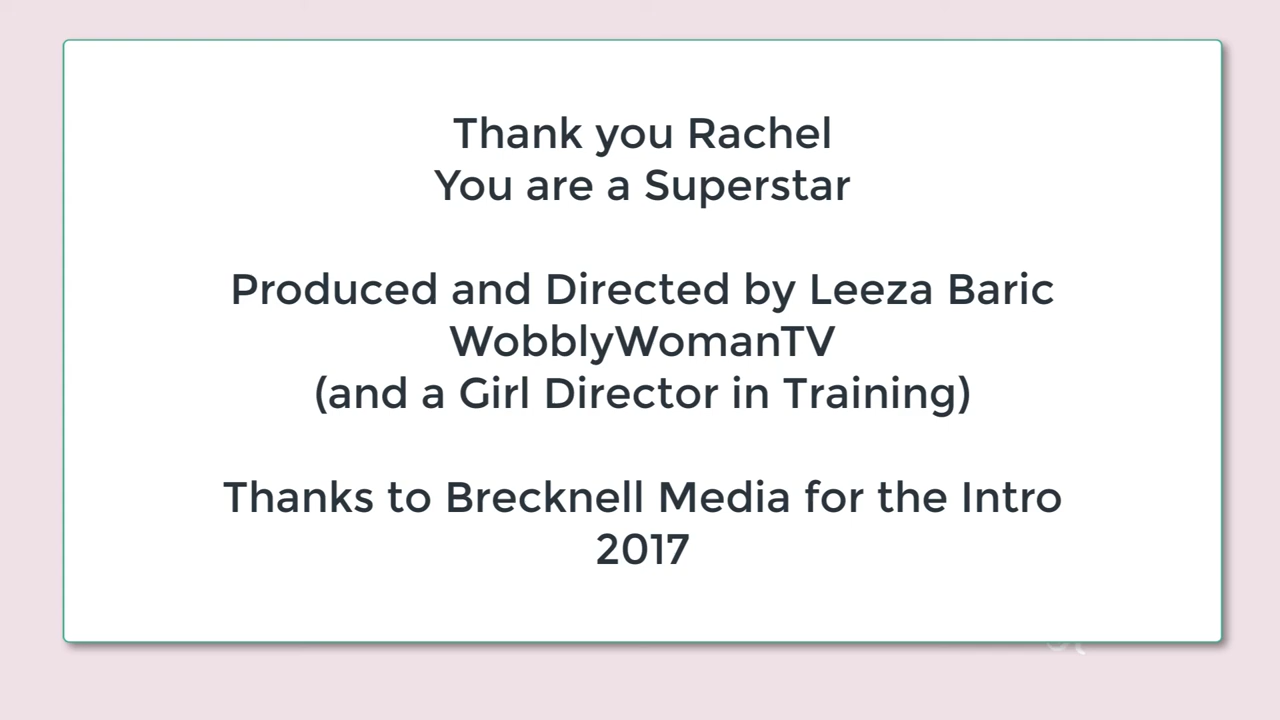 Thank you Rachel
You are a Superstar
Produced and Directed by Leeza Baric
WobblyWomanTV
(and a Girl Director in Training)
Thanks to Brecknell Media for the Intro
2017